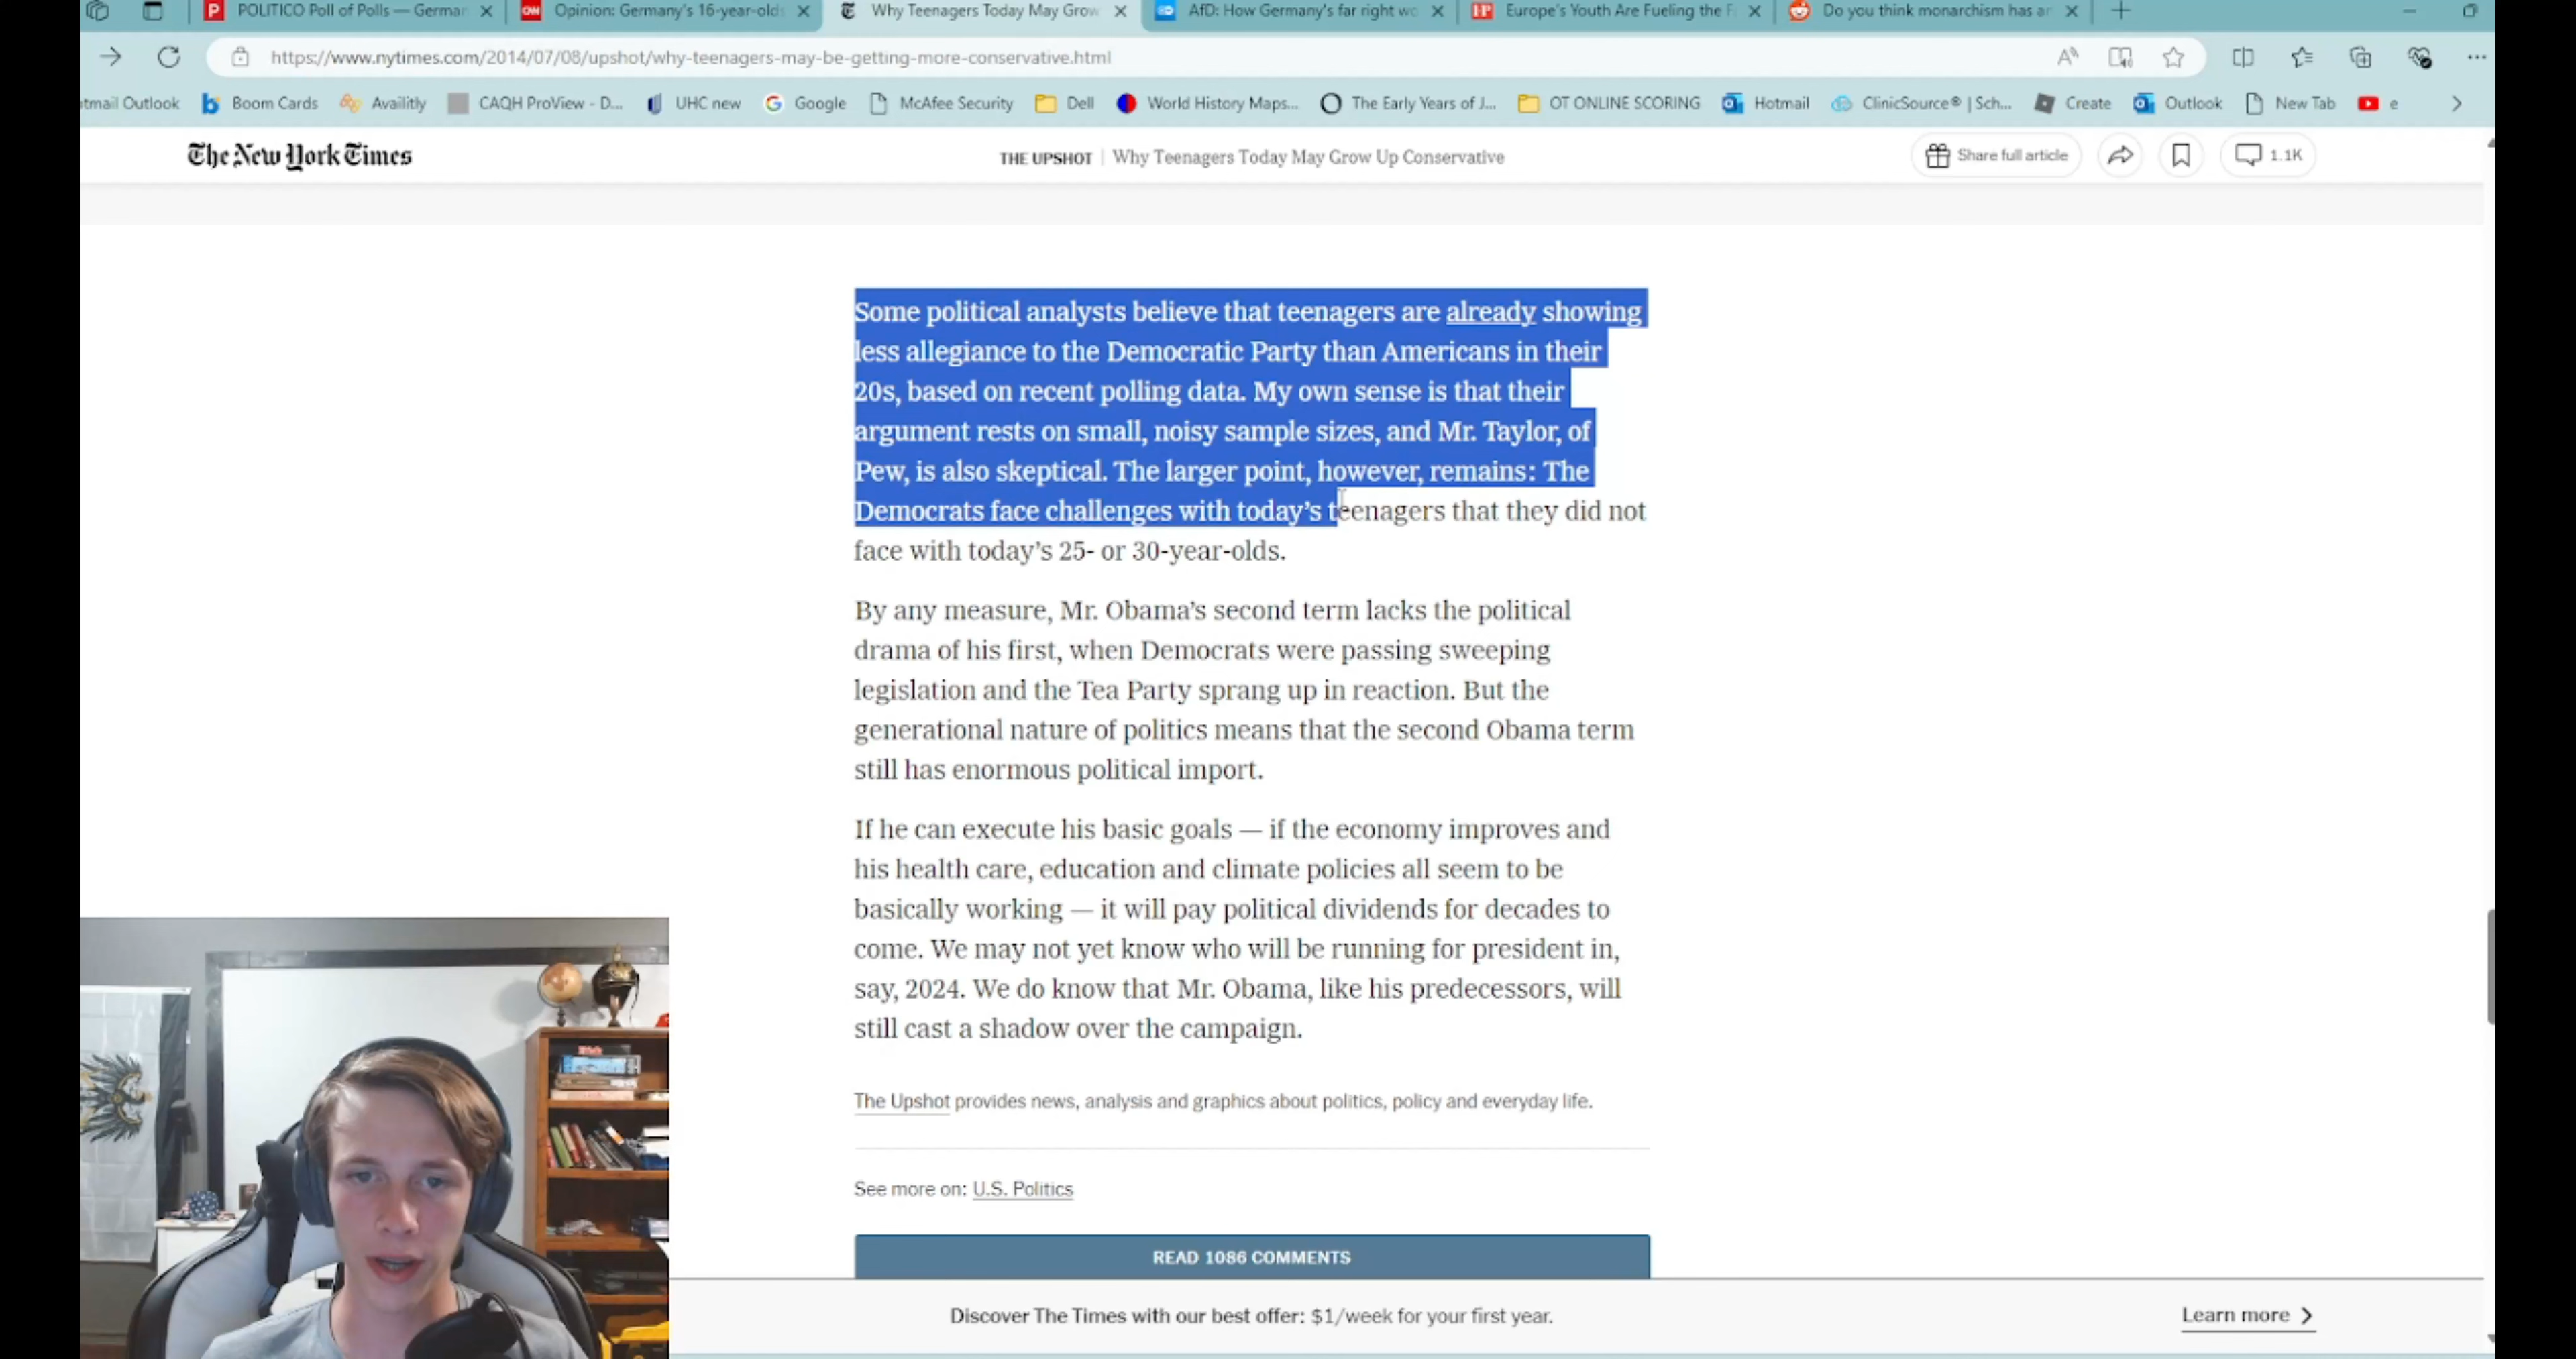 POLITICO Poll of Polls — German
Opinion: Germany's 16-year-olds
Why Teenagers Today May Grow
AfD: How Germany's far right wo
Europe's Youth Are Fueling the F
Do you think monarchism has an
https://www.nytimes.com/2014/07/08/upshot/why-teenagers-may-be-getting-more-conservative.html
tmail Outlook
Boom Cards
Availitly
CAQH ProView - D...
UHC new
Google
McAfee Security
Dell
World History Maps...
The Early Years of J...
OT ONLINE SCORING
Hotmail
ClinicSource® | Sch...
Create
Outlook
New Tab
e
The New York Times
THE UPSHOT | Why Teenagers Today May Grow Up Conservative
Share full article
1.1K
Some political analysts believe that teenagers are already showing
less allegiance to the Democratic Party than Americans in their
20s, based on recent polling data. My own sense is that their
argument rests on small, noisy sample sizes, and Mr. Taylor, of
Pew, is also skeptical. The larger point, however, remains: The
Democrats face challenges with today's teenagers that they did not
face with today's 25- or 30-year-olds.
By any measure, Mr. Obama's second term lacks the political
drama of his first, when Democrats were passing sweeping
legislation and the Tea Party sprang up in reaction. But the
generational nature of politics means that the second Obama term
still has enormous political import.
If he can execute his basic goals — if the economy improves and
his health care, education and climate policies all seem to be
basically working — it will pay political dividends for decades to
come. We may not yet know who will be running for president in,
say, 2024. We do know that Mr. Obama, like his predecessors, will
still cast a shadow over the campaign.
The Upshot provides news, analysis and graphics about politics, policy and everyday life.
See more on: U.S. Politics
READ 1086 COMMENTS
Discover The Times with our best offer: $1/week for your first year.
Learn more